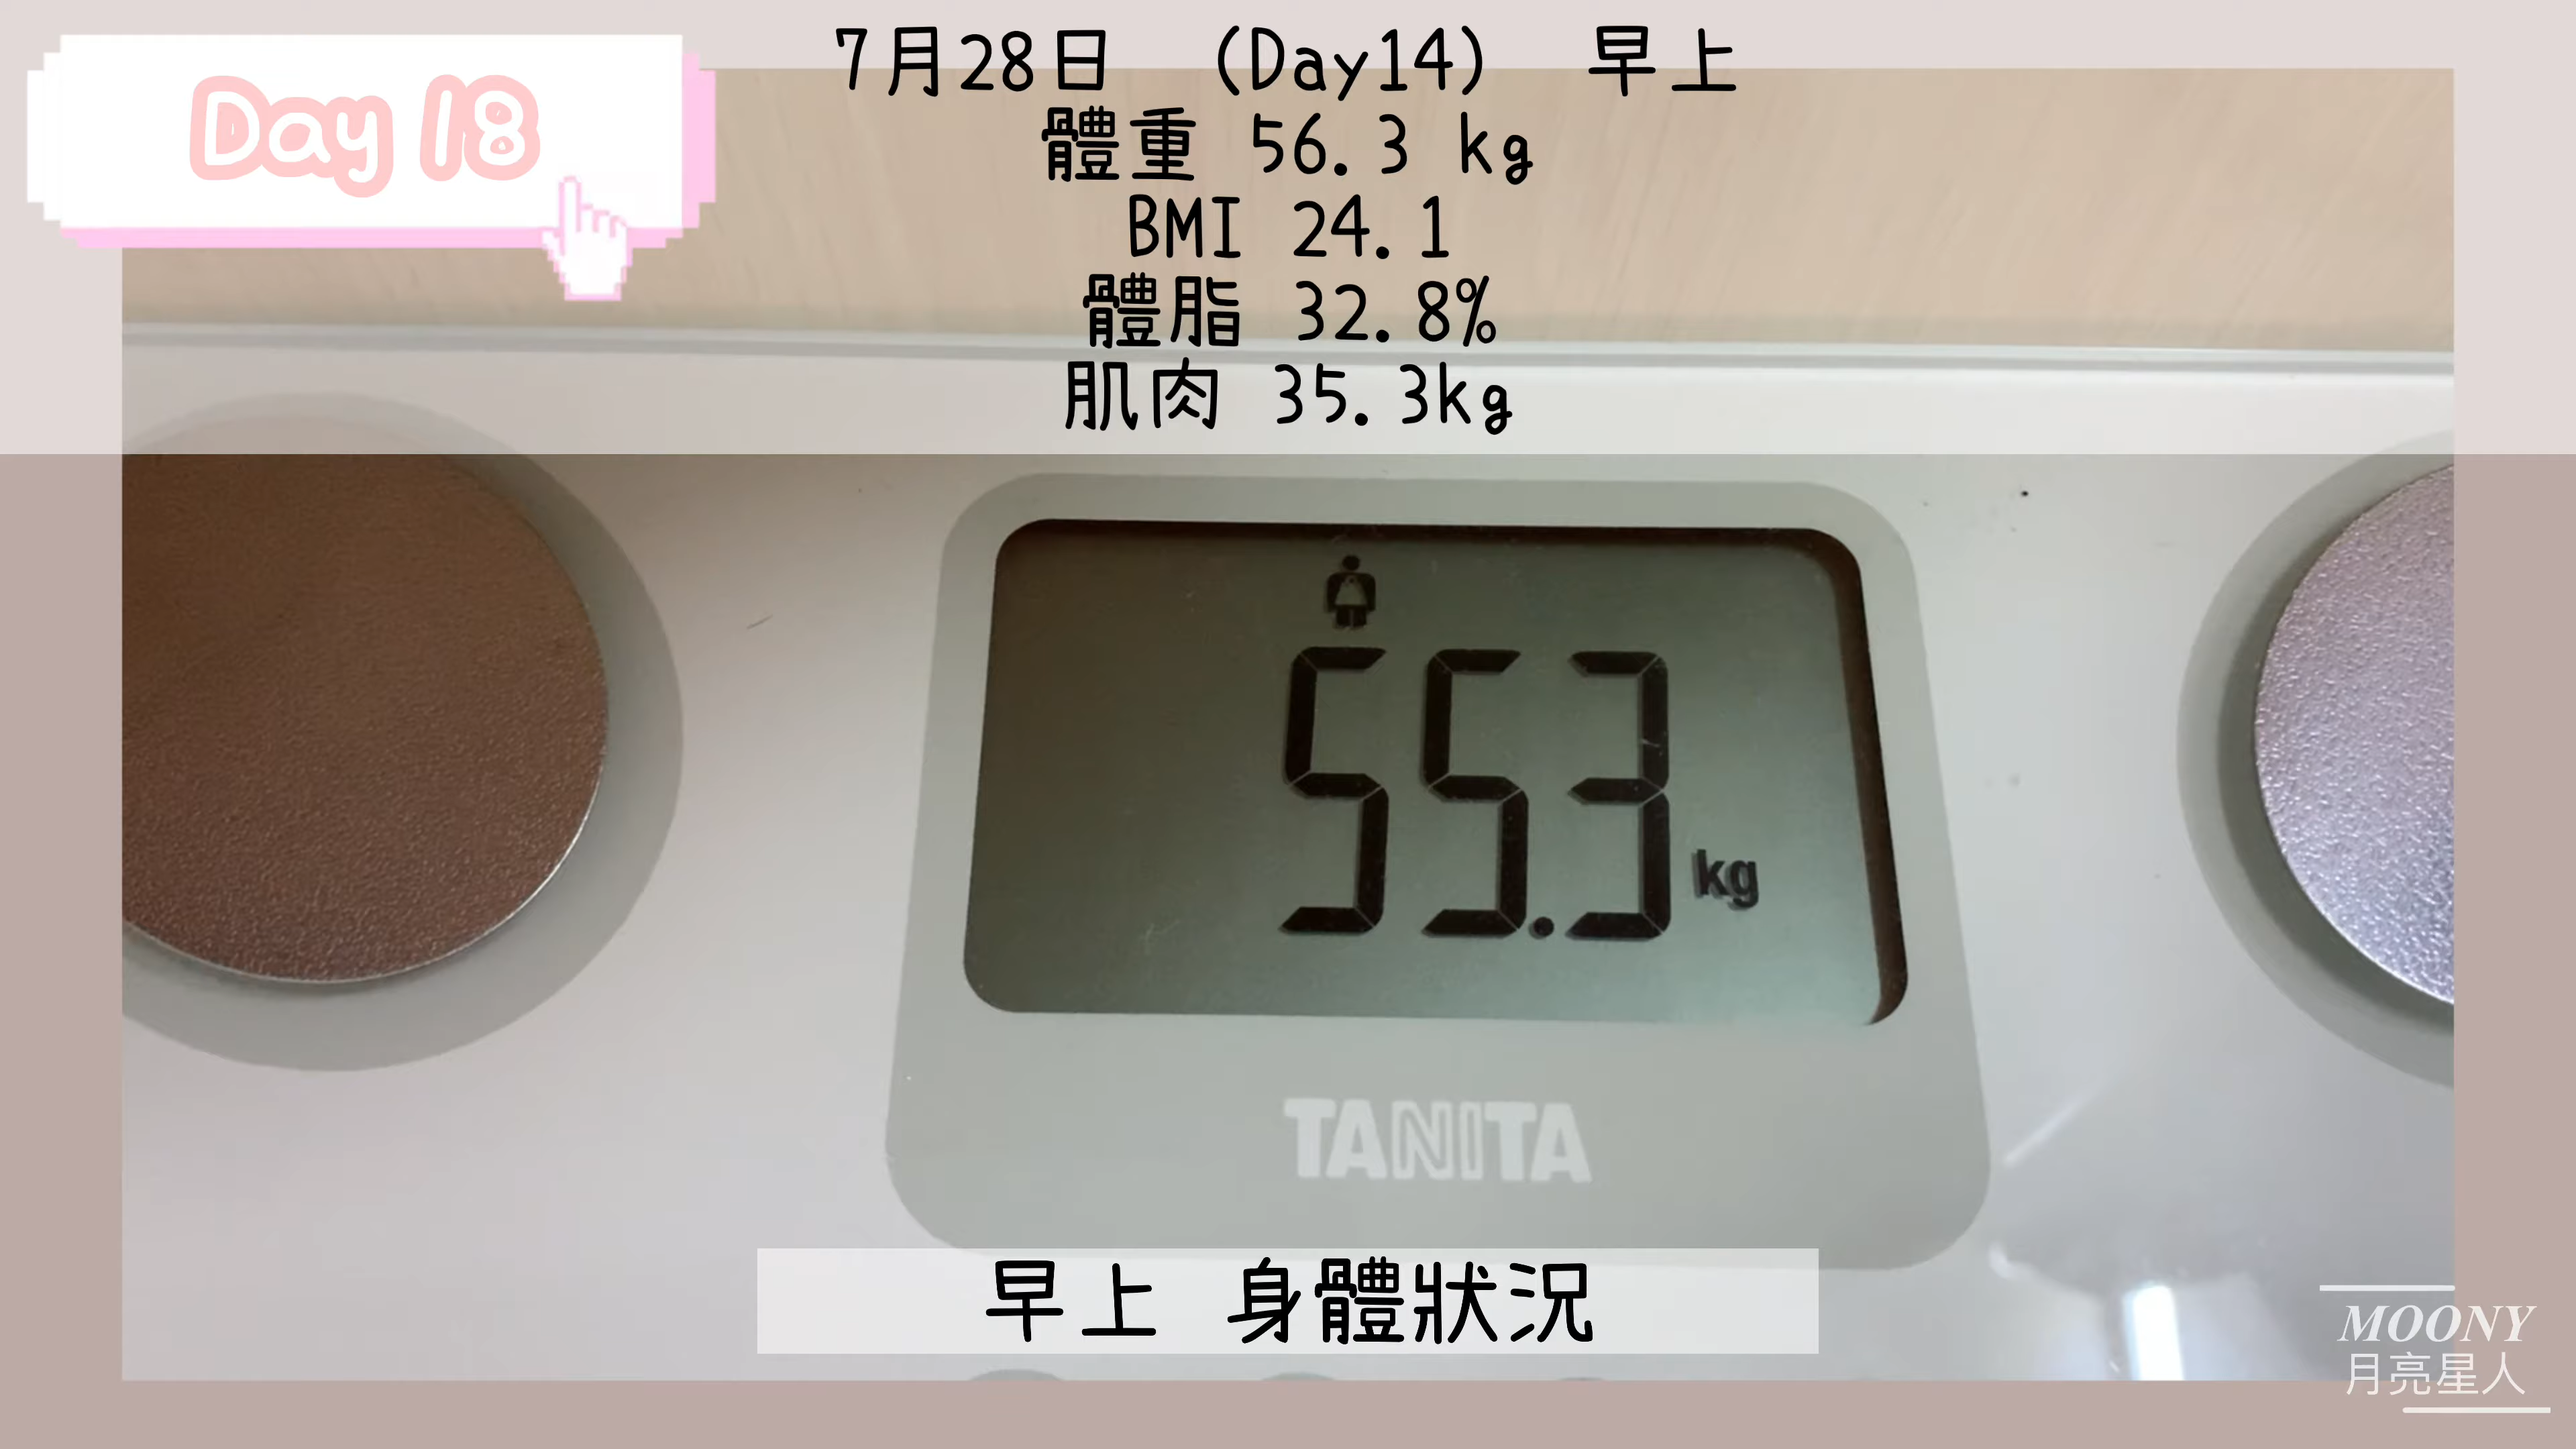 Day 18
7月28日 (Day14) 早上
體重 56.3 kg
BMI 24.1
體脂 32.8%
肌肉 35.3kg
55.3 kg
TANITA
早上 身體狀況
MOONY
月亮星人